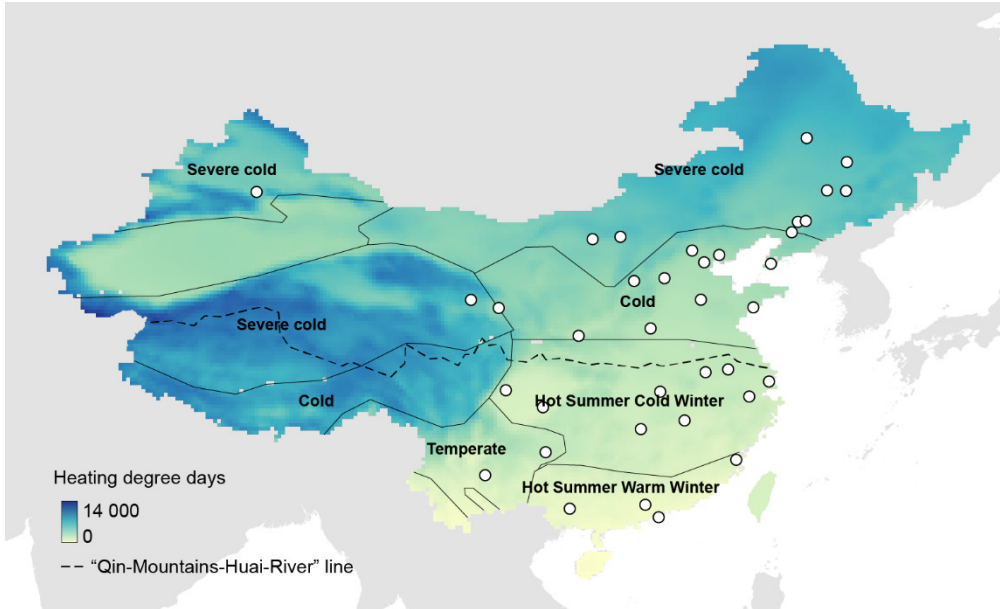 Severe cold
Severe cold
Cold
Severe cold
Cold
Hot Summer Cold Winter
Temperate
Hot Summer Warm Winter
Heating degree days
14 000
0
“Qin-Mountains-Huai-River” line